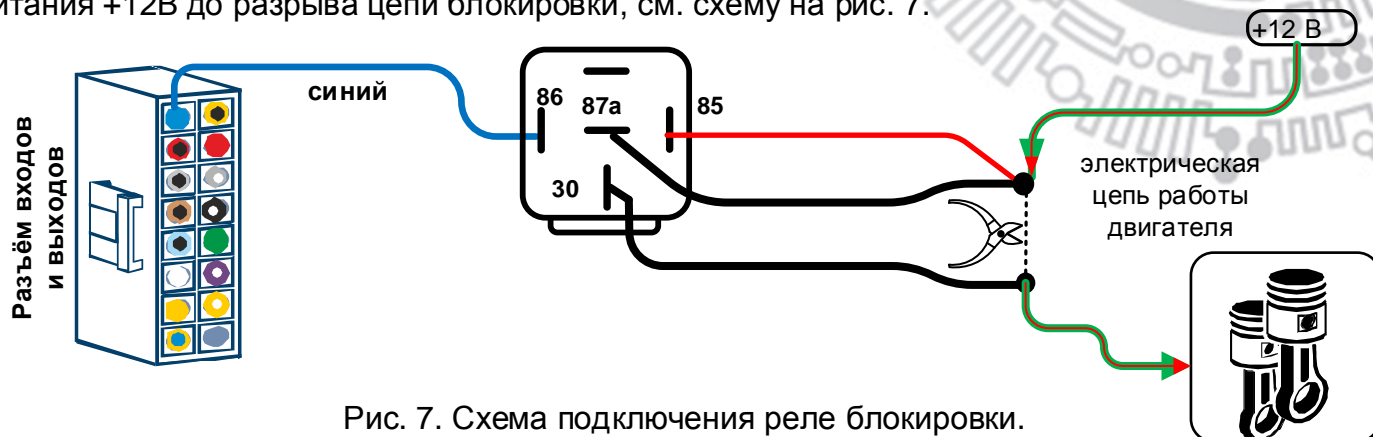 питания +12В до разрыва цепи блокировки, см. схему на рис. 7.
+12 В
синий
86
87а
85
30
Разъём входов
и выходов
электрическая
цепь работы
двигателя
Рис. 7. Схема подключения реле блокировки.